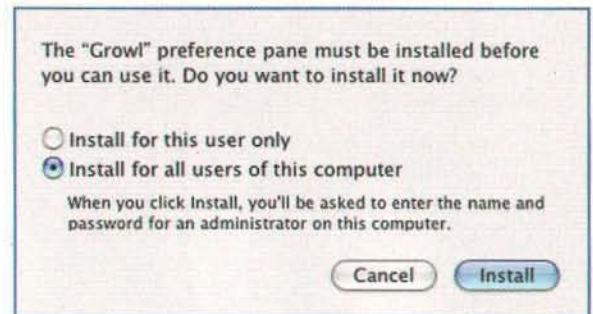 The “Growl” preference pane must be installed before
you can use it. Do you want to install it now?
Install for this user only
Install for all users of this computer
When you click Install, you'll be asked to enter the name and
password for an administrator on this computer.
Cancel
Install